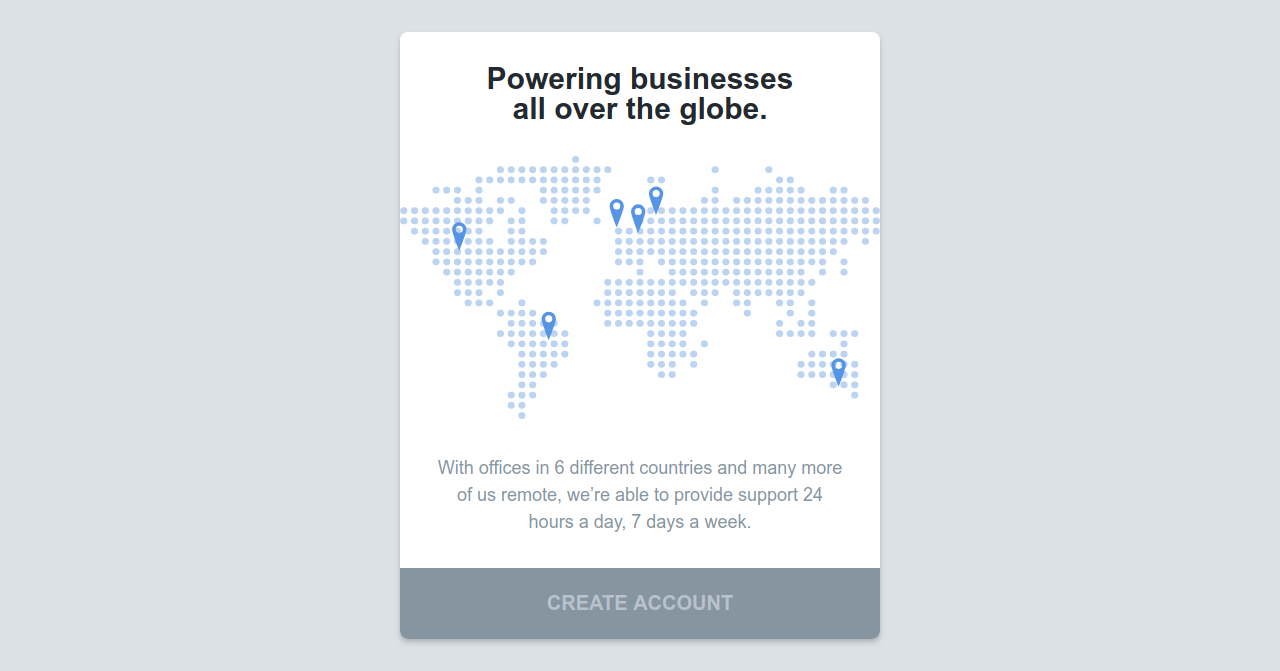 Powering businesses
all over the globe.
With offices in 6 different countries and many more
of us remote, we’re able to provide support 24
hours a day, 7 days a week.
CREATE ACCOUNT